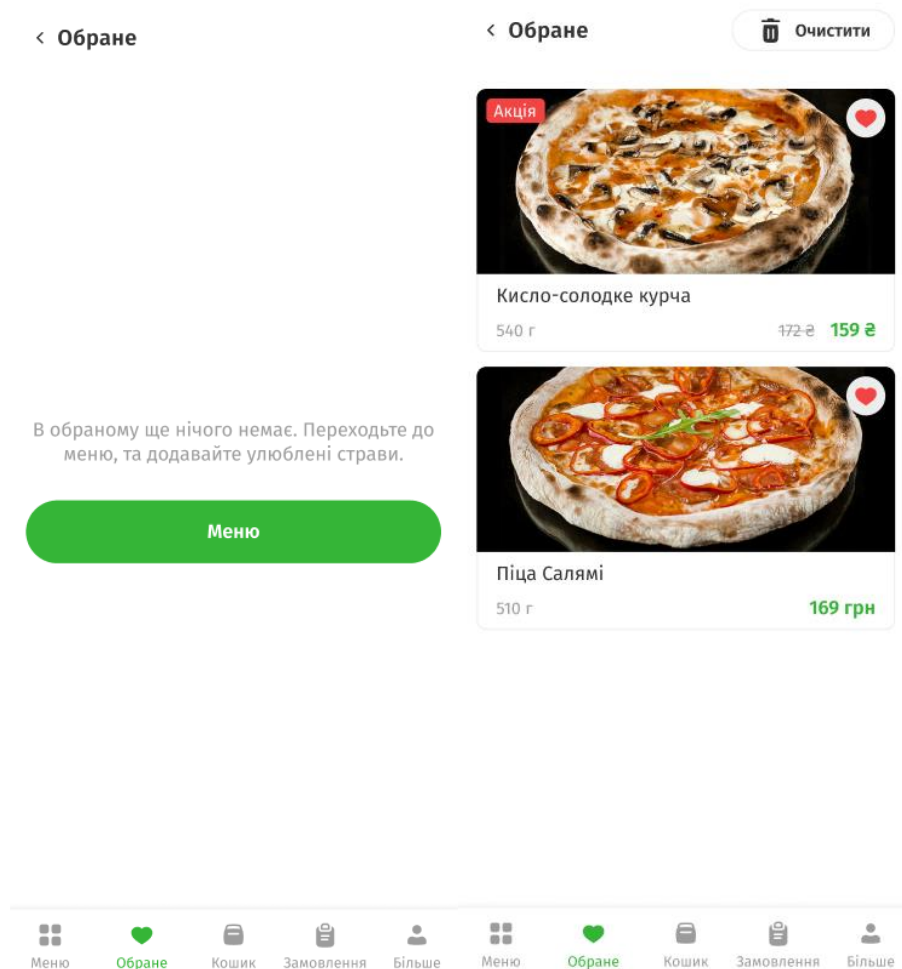 Обране
В обраному ще нічого немає. Переходьте до
меню, та додавайте улюблені страви.
Меню
Меню Обране Кошик Замовлення Більше
Обране Очистити
Акція
Кисло-солодке курча
540 г 172 ₴ 159 ₴
Піца Салямі
510 г 169 грн
Меню Обране Кошик Замовлення Більше